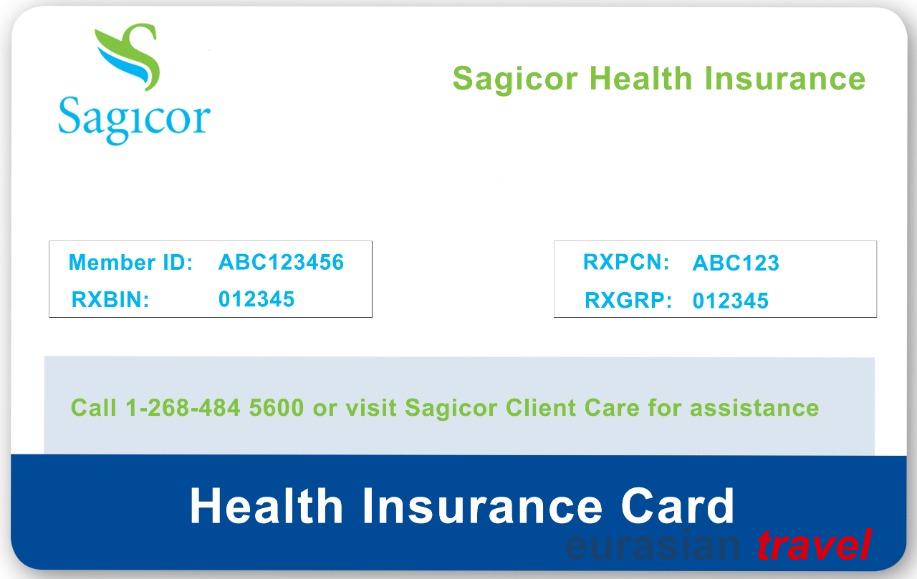 Sagicor
Sagicor Health Insurance
Member ID: ABC123456
RXBIN: 012345
RXPCN: ABC123
RXGRP: 012345
Call 1-268-484 5600 or visit Sagicor Client Care for assistance
Health Insurance Card
eurasian travel